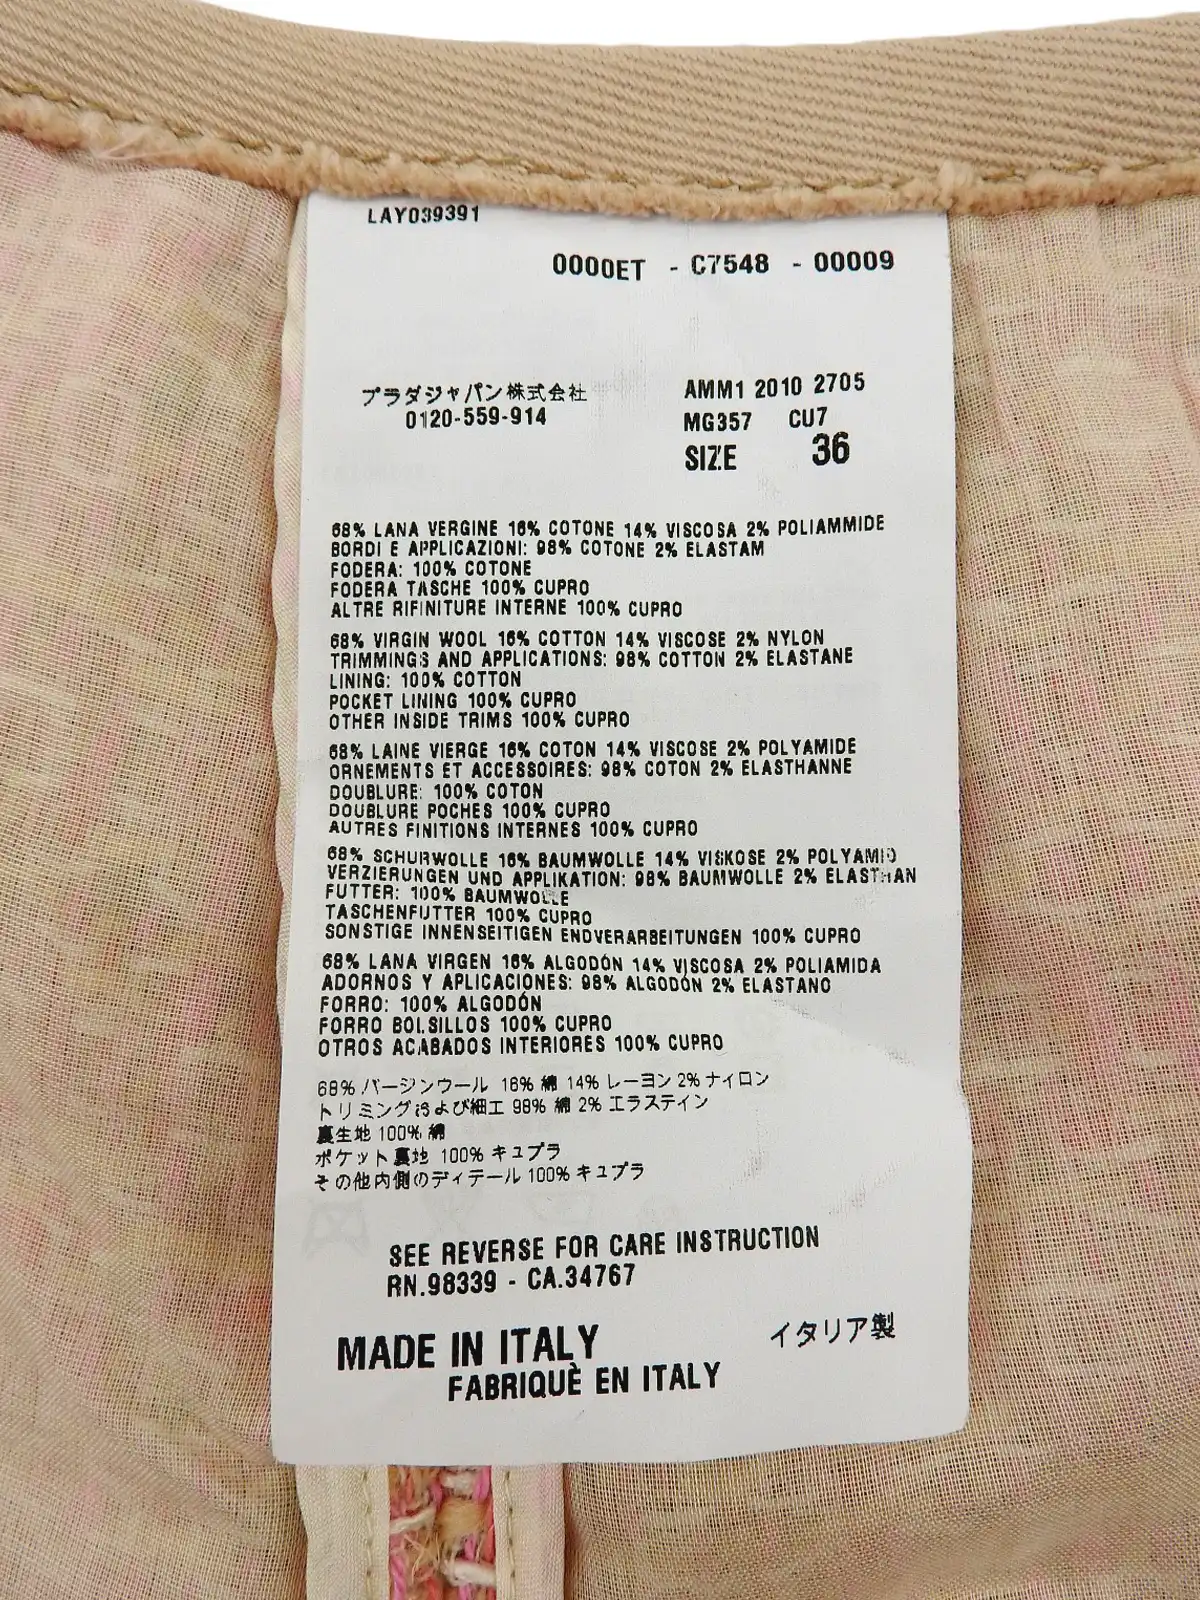 LAY039391
0000ET - C7548 - 00009
プラダジャパン株式会社
0120-559-914
AMM1 2010 2705
MG357 CU7
SIZE 36
68% LANA VERGINE 16% COTONE 14% VISCOSA 2% POLIAMMIDE
BORDI E APPLICAZIONI: 98% COTONE 2% ELASTAM
FODERA: 100% COTONE
FODERA TASCHE 100% CUPRO
ALTRE RIFINITURE INTERNE 100% CUPRO
68% VIRGIN WOOL 16% COTTON 14% VISCOSE 2% NYLON
TRIMMINGS AND APPLICATIONS: 98% COTTON 2% ELASTANE
LINING: 100% COTTON
POCKET LINING 100% CUPRO
OTHER INSIDE TRIMS 100% CUPRO
68% LAINE VIERGE 16% COTON 14% VISCOSE 2% POLYAMIDE
ORNEMENTS ET ACCESSOIRES: 98% COTON 2% ELASTHANNE
DOUBLURE: 100% COTON
DOUBLURE POCHES 100% CUPRO
AUTRES FINITIONS INTERNES 100% CUPRO
68% SCHURWOLLE 16% BAUMWOLLE 14% VISKOSE 2% POLYAMID
VERZIERUNGEN UND APPLIKATION: 98% BAUMWOLLE 2% ELASTHAN
FUTTER: 100% BAUMWOLLE
TASCHENFUTTER 100% CUPRO
SONSTIGE INNENSEITIGEN ENDVERARBEITUNGEN 100% CUPRO
68% LANA VIRGEN 16% ALGODÓN 14% VISCOSA 2% POLIAMIDA
ADORNOS Y APLICACIONES: 98% ALGODÓN 2% ELASTANO
FORRO: 100% ALGODÓN
FORRO BOLSILLOS 100% CUPRO
OTROS ACABADOS INTERIORES 100% CUPRO
68% バージンウール 16% 綿 14% レーヨン 2% ナイロン
トリミングおよび細工 98% 綿 2% エラステイン
裏生地 100% 綿
ポケット裏地 100% キュプラ
その他内側のディテール 100% キュプラ
SEE REVERSE FOR CARE INSTRUCTION
RN.98339 - CA.34767
MADE IN ITALY
イタリア製
FABRIQUÈ EN ITALY